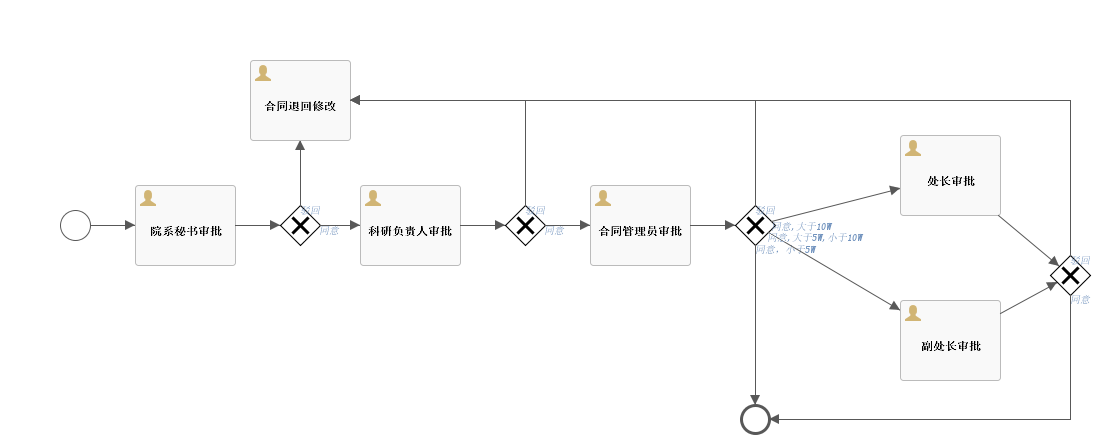 合同退回修改
院系秘书审批
驳回
同意
科研负责人审批
驳回
同意
合同管理员审批
驳回
同意,大于10W
同意,大于5W,小于10W
同意、小于5W
处长审批
副处长审批
驳回
同意